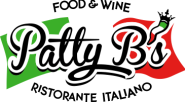 FOOD & WINE
Patty B's
RISTORANTE ITALIANO